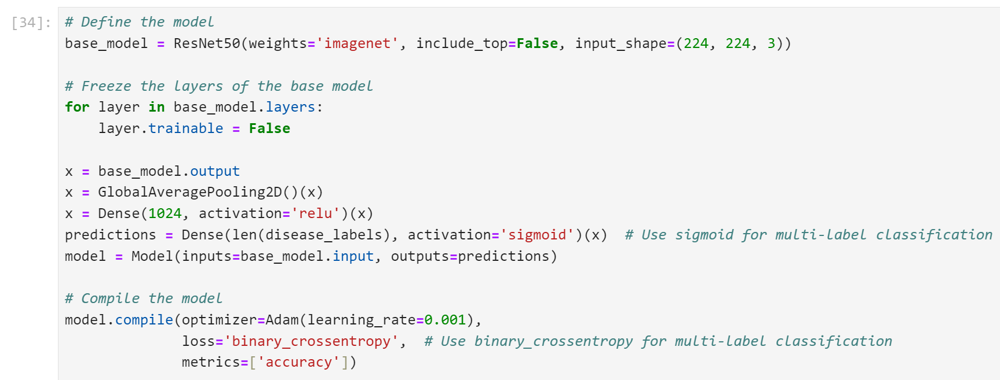 [34]:
# Define the model
base_model = ResNet50(weights='imagenet', include_top=False, input_shape=(224, 224, 3))
# Freeze the layers of the base model
for layer in base_model.layers:
    layer.trainable = False
x = base_model.output
x = GlobalAveragePooling2D()(x)
x = Dense(1024, activation='relu')(x)
predictions = Dense(len(disease_labels), activation='sigmoid')(x)  # Use sigmoid for multi-label classification
model = Model(inputs=base_model.input, outputs=predictions)
# Compile the model
model.compile(optimizer=Adam(learning_rate=0.001),
              loss='binary_crossentropy',  # Use binary_crossentropy for multi-label classification
              metrics=['accuracy'])